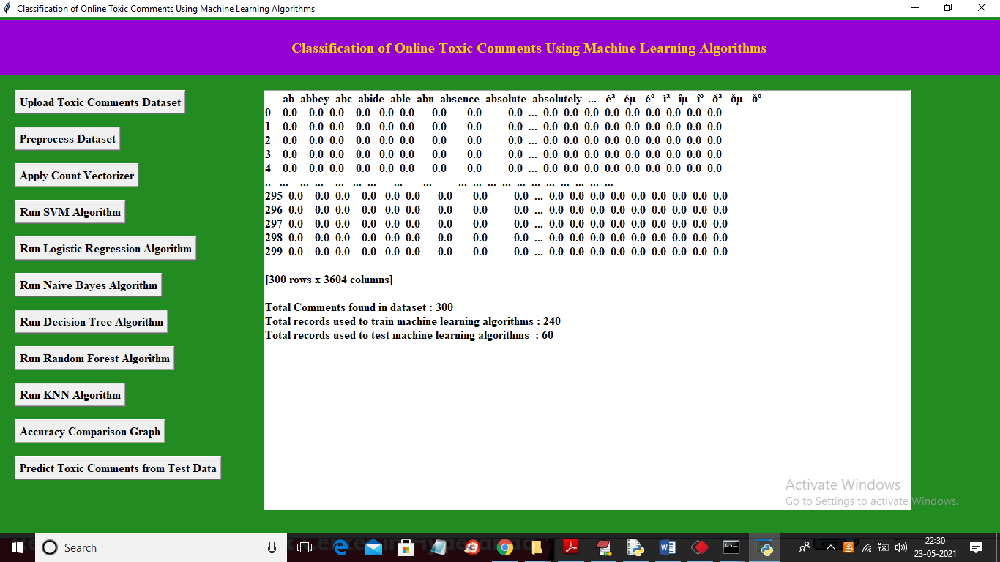 Classification of Online Toxic Comments Using Machine Learning Algorithms
Classification of Online Toxic Comments Using Machine Learning Algorithms
Upload Toxic Comments Dataset
Preprocess Dataset
Apply Count Vectorizer
Run SVM Algorithm
Run Logistic Regression Algorithm
Run Naive Bayes Algorithm
Run Decision Tree Algorithm
Run Random Forest Algorithm
Run KNN Algorithm
Accuracy Comparison Graph
Predict Toxic Comments from Test Data
ab abbey abc abide able abn absence absolute absolutely ... éª éµ éº ìª îµ îº ðª ðµ ðº
0 0.0 0.0 0.0 0.0 0.0 0.0 0.0 0.0 0.0 ... 0.0 0.0 0.0 0.0 0.0 0.0 0.0 0.0 0.0
1 0.0 0.0 0.0 0.0 0.0 0.0 0.0 0.0 0.0 ... 0.0 0.0 0.0 0.0 0.0 0.0 0.0 0.0 0.0
2 0.0 0.0 0.0 0.0 0.0 0.0 0.0 0.0 0.0 ... 0.0 0.0 0.0 0.0 0.0 0.0 0.0 0.0 0.0
3 0.0 0.0 0.0 0.0 0.0 0.0 0.0 0.0 0.0 ... 0.0 0.0 0.0 0.0 0.0 0.0 0.0 0.0 0.0
4 0.0 0.0 0.0 0.0 0.0 0.0 0.0 0.0 0.0 ... 0.0 0.0 0.0 0.0 0.0 0.0 0.0 0.0 0.0
.. ... ... ... ... ... ... ... ... ... ... ... ... ... ... ... ... ... ... ...
295 0.0 0.0 0.0 0.0 0.0 0.0 0.0 0.0 0.0 ... 0.0 0.0 0.0 0.0 0.0 0.0 0.0 0.0 0.0
296 0.0 0.0 0.0 0.0 0.0 0.0 0.0 0.0 0.0 ... 0.0 0.0 0.0 0.0 0.0 0.0 0.0 0.0 0.0
297 0.0 0.0 0.0 0.0 0.0 0.0 0.0 0.0 0.0 ... 0.0 0.0 0.0 0.0 0.0 0.0 0.0 0.0 0.0
298 0.0 0.0 0.0 0.0 0.0 0.0 0.0 0.0 0.0 ... 0.0 0.0 0.0 0.0 0.0 0.0 0.0 0.0 0.0
299 0.0 0.0 0.0 0.0 0.0 0.0 0.0 0.0 0.0 ... 0.0 0.0 0.0 0.0 0.0 0.0 0.0 0.0 0.0
[300 rows x 3604 columns]
Total Comments found in dataset : 300
Total records used to train machine learning algorithms : 240
Total records used to test machine learning algorithms : 60
Activate Windows
Go to Settings to activate Windows.
Search
22:30
23-05-2021